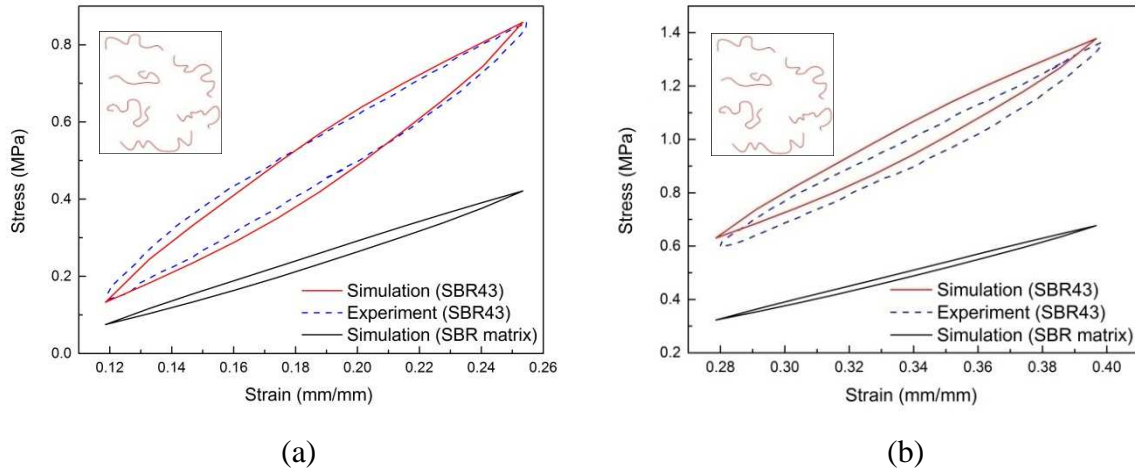 0.8
0.6
0.4
0.2
0.0
Stress (MPa)
Simulation (SBR43)
Experiment (SBR43)
Simulation (SBR matrix)
0.12 0.14 0.16 0.18 0.20 0.22 0.24 0.26
Strain (mm/mm)
(a)
1.4
1.2
1.0
0.8
0.6
0.4
0.2
Stress (MPa)
Simulation (SBR43)
Experiment (SBR43)
Simulation (SBR matrix)
0.28 0.30 0.32 0.34 0.36 0.38 0.40
Strain (mm/mm)
(b)